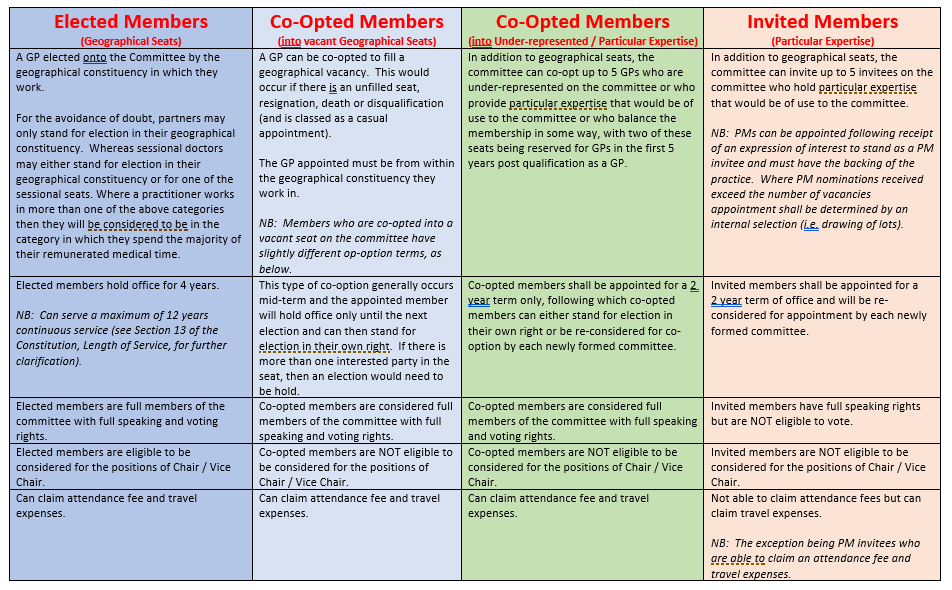 Elected Members
(Geographical Seats)
Co-Opted Members
(into vacant Geographical Seats)
Co-Opted Members
(into Under-represented / Particular Expertise)
Invited Members
(Particular Expertise)
A GP elected onto the Committee by the
geographical constituency in which they
work.
For the avoidance of doubt, partners may
only stand for election in their geographical
constituency.  Whereas sessional doctors
may either stand for election in their
geographical constituency or for one of the
sessional seats. Where a practitioner works
in more than one of the above categories
then they will be considered to be in the
category in which they spend the majority of
their remunerated medical time.
A GP can be co-opted to fill a
geographical vacancy.  This would
occur if there is an unfilled seat,
resignation, death or disqualification
(and is classed as a casual
appointment).
The GP appointed must be from within
the geographical constituency they
work in.
NB:  Members who are co-opted into a
vacant seat on the committee have
slightly different op-option terms, as
below.
In addition to geographical seats, the
committee can co-opt up to 5 GPs who are
under-represented on the committee or who
provide particular expertise that would be of
use to the committee or who balance the
membership in some way, with two of these
seats being reserved for GPs in the first 5
years post qualification as a GP.
In addition to geographical seats, the
committee can invite up to 5 invitees on the
committee who hold particular expertise
that would be of use to the committee.
NB:  PMs can be appointed following receipt
of an expression of interest to stand as a PM
invitee and must have the backing of the
practice.  Where PM nominations received
exceed the number of vacancies
appointment shall be determined by an
internal selection (i.e. drawing of lots).
Elected members hold office for 4 years.
NB:  Can serve a maximum of 12 years
continuous service (see Section 13 of the
Constitution, Length of Service, for further
clarification).
This type of co-option generally occurs
mid-term and the appointed member
will hold office only until the next
election and can then stand for
election in their own right.  If there is
more than one interested party in the
seat, then an election would need to
be hold.
Co-opted members shall be appointed for a 2
year term only, following which co-opted
members can either stand for election in
their own right or be re-considered for co-
option by each newly formed committee.
Invited members shall be appointed for a
2 year term of office and will be re-
considered for appointment by each newly
formed committee.
Elected members are full members of the
committee with full speaking and voting
rights.
Co-opted members are considered full
members of the committee with full
speaking and voting rights.
Co-opted members are considered full
members of the committee with full speaking
and voting rights.
Invited members have full speaking rights
but are NOT eligible to vote.
Elected members are eligible to be
considered for the positions of Chair / Vice
Chair.
Co-opted members are NOT eligible to
be considered for the positions of
Chair / Vice Chair.
Co-opted members are NOT eligible to be
considered for the positions of Chair / Vice
Chair.
Invited members are NOT eligible to be
considered for the positions of Chair / Vice
Chair.
Can claim attendance fee and travel
expenses.
Can claim attendance fee and travel
expenses.
Can claim attendance fee and travel
expenses.
Not able to claim attendance fees but can
claim travel expenses.
NB:  The exception being PM invitees who
are able to claim an attendance fee and
travel expenses.